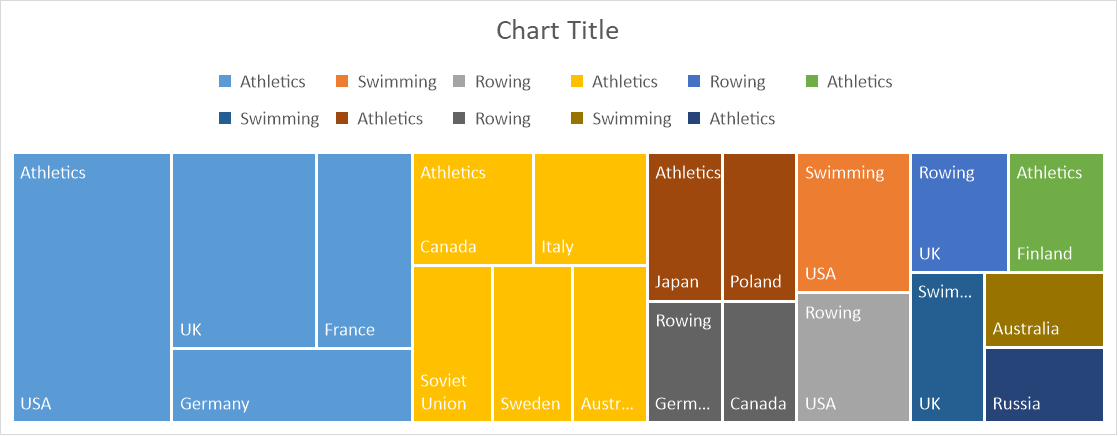 Chart Title
Athletics Swimming Rowing Athletics Rowing Athletics
Swimming Athletics Rowing Swimming Athletics
Athletics
USA
UK
France
Germany
Athletics
Canada
Italy
Soviet
Union
Sweden
Austr...
Athletics
Japan
Poland
Rowing
Germ...
Canada
Swimming
USA
Rowing
USA
Rowing
UK
Athletics
Finland
Swim...
UK
Australia
Russia